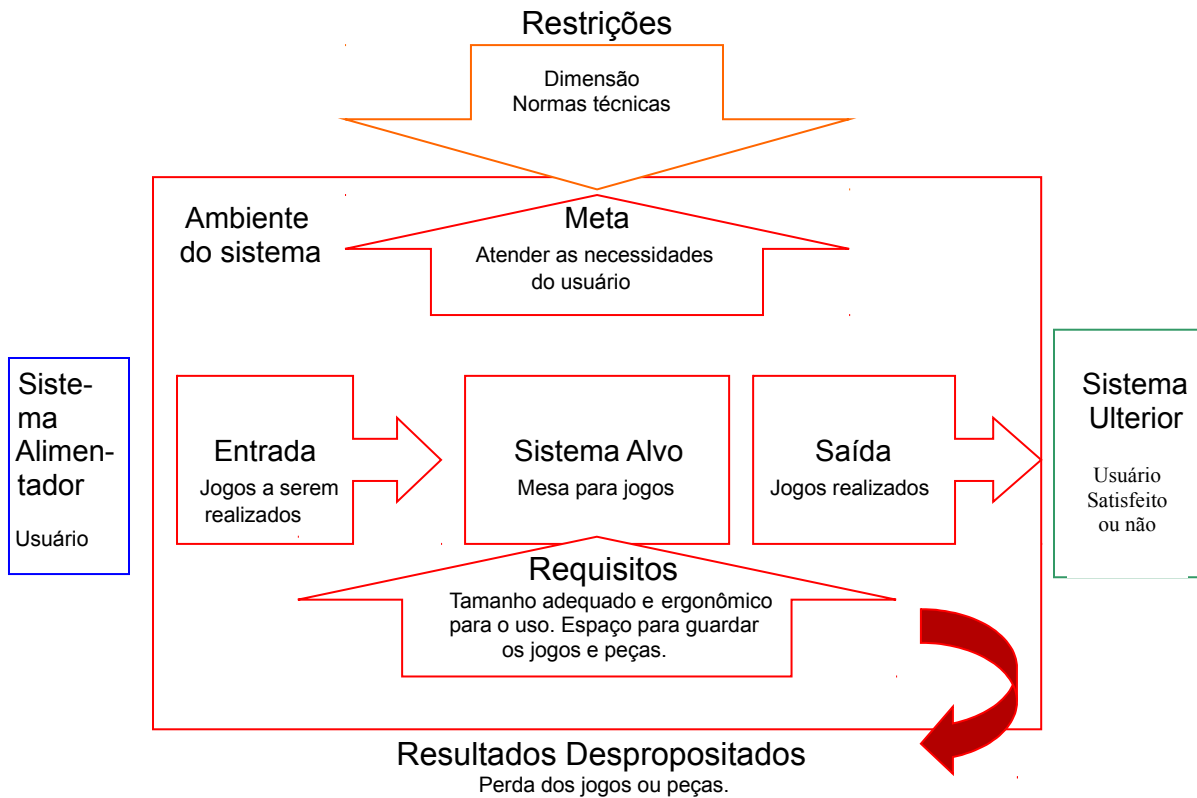 Restrições
Dimensão
Normas técnicas
Ambiente
do sistema
Meta
Atender as necessidades
do usuário
Siste-
ma
Alimen-
tador
Usuário
Entrada
Jogos a serem
realizados
Sistema Alvo
Mesa para jogos
Saída
Jogos realizados
Sistema
Ulterior
Usuário
Satisfeito
ou não
Requisitos
Tamanho adequado e ergonômico
para o uso. Espaço para guardar
os jogos e peças.
Resultados Despropositados
Perda dos jogos ou peças.